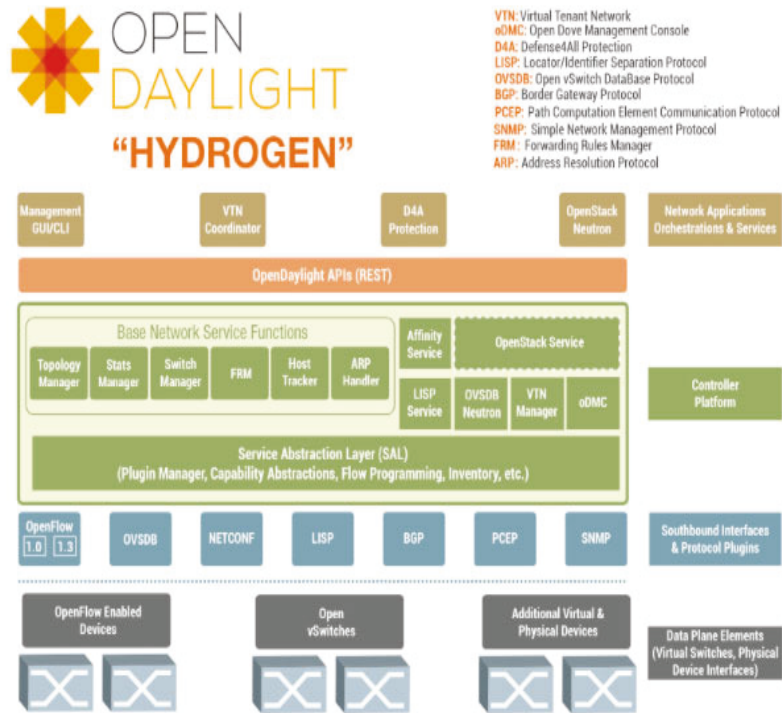 OPEN
DAYLIGHT
"HYDROGEN"
VTN: Virtual Tenant Network
oDMC: Open Dove Management Console
D4A: Defense4All Protection
LISP: Locator/Identifier Separation Protocol
OVSDB: Open vSwitch DataBase Protocol
BGP: Border Gateway Protocol
PCEP: Path Computation Element Communication Protocol
SNMP: Simple Network Management Protocol
FRM: Forwarding Rules Manager
ARP: Address Resolution Protocol
Management
GUI/CLI
VTN
Coordinator
D4A
Protection
OpenStack
Neutron
Network Applications
Orchestrations & Services
OpenDaylight APIs (REST)
Base Network Service Functions
Topology
Manager
Stats
Manager
Switch
Manager
FRM
Host
Tracker
ARP
Handler
Affinity
Service
OpenStack Service
LISP
Service
OVSDB
Neutron
VTN
Manager
oDMC
Controller
Platform
Service Abstraction Layer (SAL)
(Plugin Manager, Capability Abstractions, Flow Programming, Inventory, etc.)
OpenFlow
1.0 1.3
OVSDB
NETCONF
LISP
BGP
PCEP
SNMP
Southbound Interfaces
& Protocol Plugins
OpenFlow Enabled
Devices
Open
vSwitches
Additional Virtual &
Physical Devices
Data Plane Elements
(Virtual Switches, Physical
Device Interfaces)